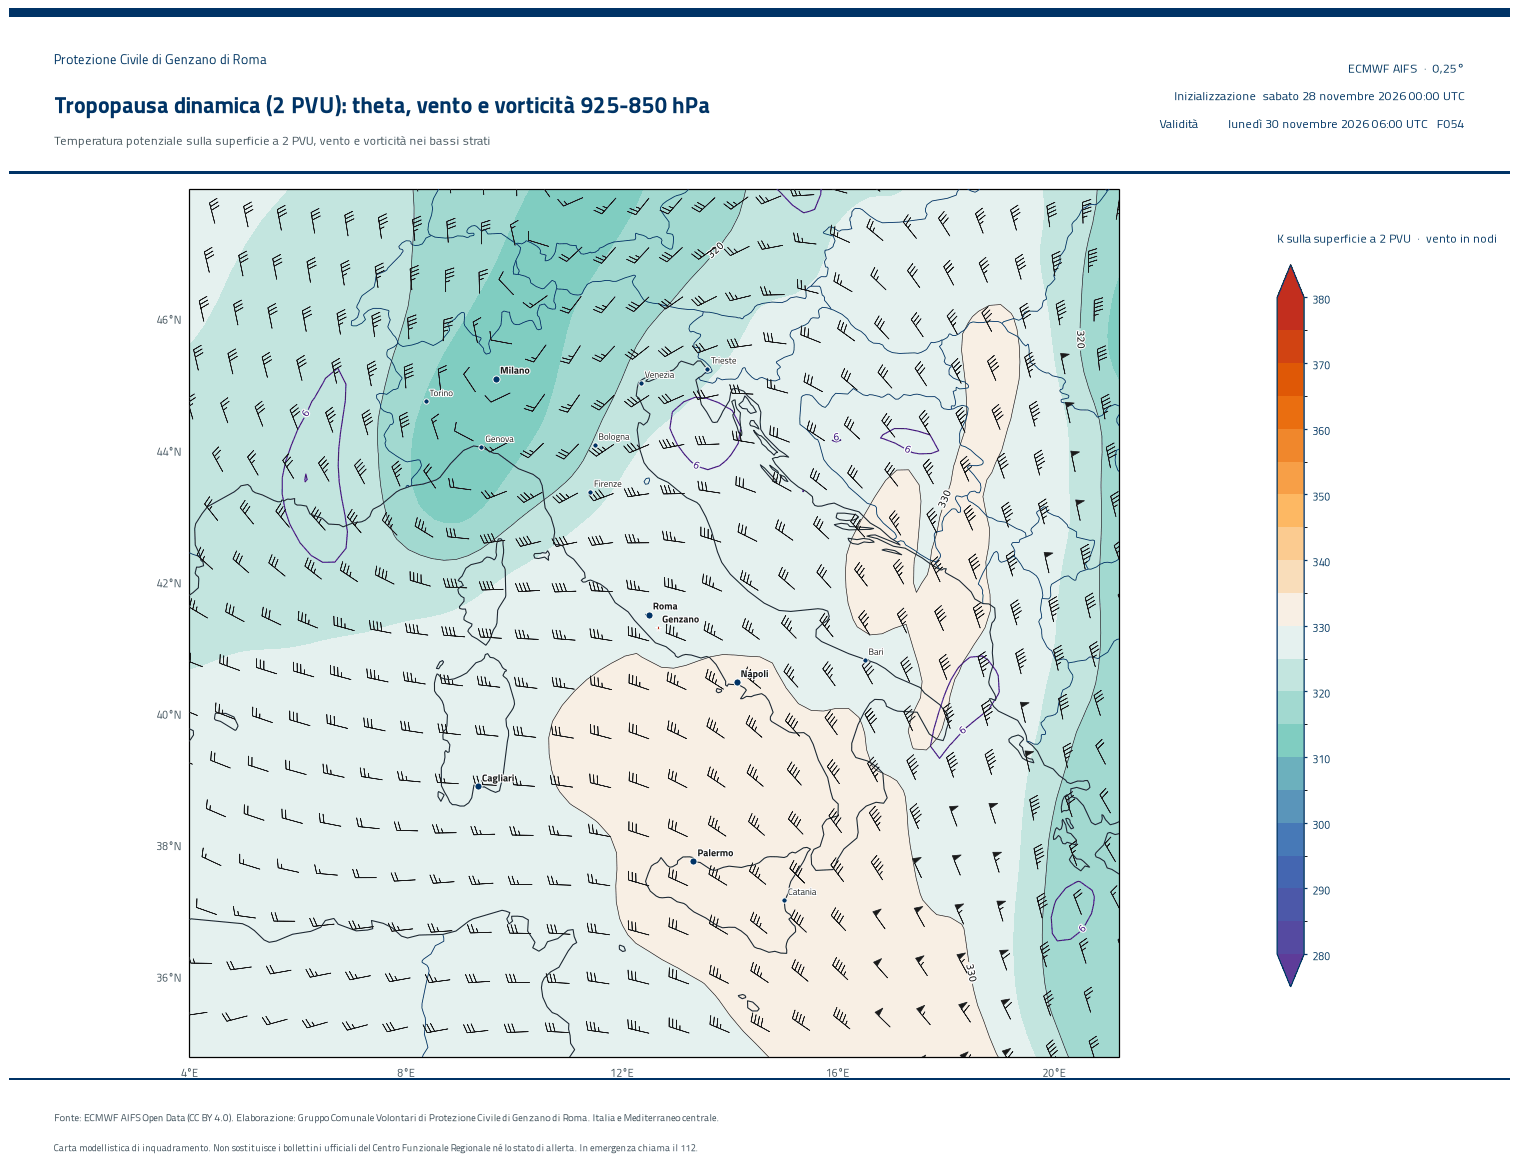 Protezione Civile di Genzano di Roma
Tropopausa dinamica (2 PVU): theta, vento e vorticità 925-850 hPa
Temperatura potenziale sulla superficie a 2 PVU, vento e vorticità nei bassi strati
ECMWF AIFS · 0,25°
Inizializzazione sabato 28 novembre 2026 00:00 UTC
Validità lunedì 30 novembre 2026 06:00 UTC F054
K sulla superficie a 2 PVU · vento in nodi
380
370
360
350
340
330
320
310
300
290
280
46°N
44°N
42°N
40°N
38°N
36°N
4°E
8°E
12°E
16°E
20°E
320
320
330
330
6
6
6
6
6
6
Milano
Torino
Venezia
Trieste
Genova
Bologna
Firenze
Roma
Genzano
Bari
Napoli
Cagliari
Palermo
Catania
Fonte: ECMWF AIFS Open Data (CC BY 4.0). Elaborazione: Gruppo Comunale Volontari di Protezione Civile di Genzano di Roma. Italia e Mediterraneo centrale.
Carta modellistica di inquadramento. Non sostituisce i bollettini ufficiali del Centro Funzionale Regionale né lo stato di allerta. In emergenza chiama il 112.